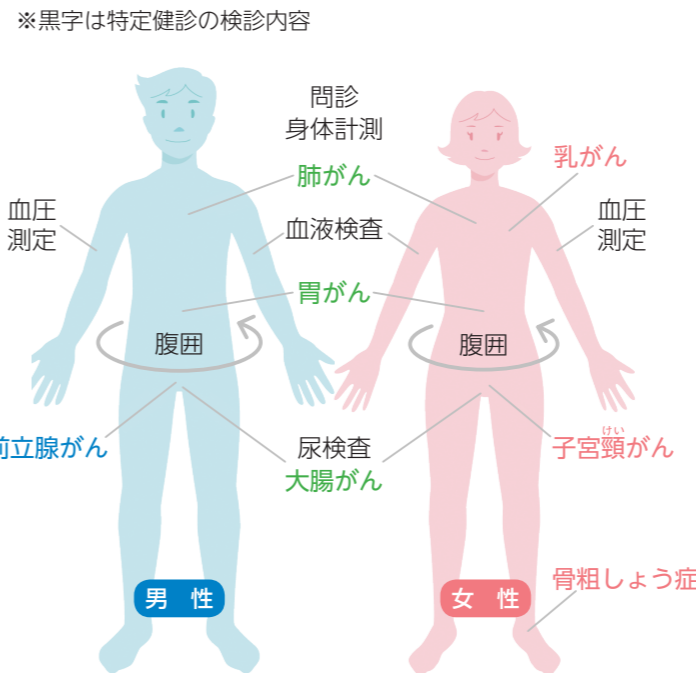 ※黒字は特定健診の検診内容
問診
身体計測
肺がん
乳がん
血圧
測定
血液検査
血圧
測定
胃がん
腹囲
腹囲
前立腺がん
尿検査
大腸がん
けい
子宮頸がん
骨粗しょう症
男 性
女 性